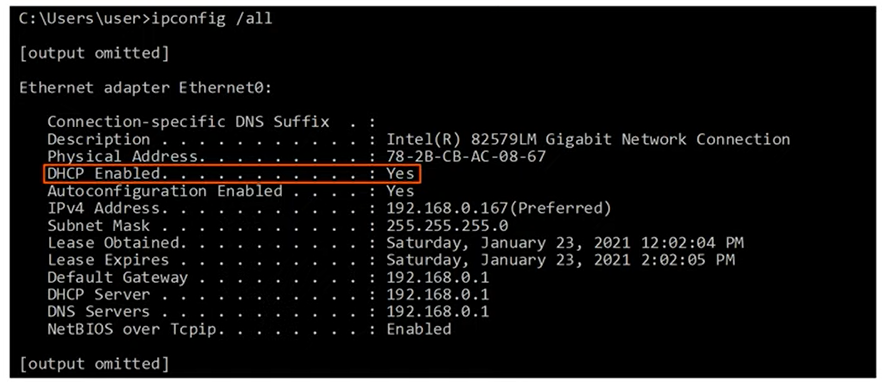 C:\Users\user>ipconfig /all
[output omitted]
Ethernet adapter Ethernet0:
Connection-specific DNS Suffix . :
Description . . . . . . . . . . . : Intel(R) 82579LM Gigabit Network Connection
Physical Address. . . . . . . . . : 78-2B-CB-AC-08-67
DHCP Enabled. . . . . . . . . . . : Yes
Autoconfiguration Enabled . . . . : Yes
IPv4 Address. . . . . . . . . . . : 192.168.0.167(Preferred)
Subnet Mask . . . . . . . . . . . : 255.255.255.0
Lease Obtained. . . . . . . . . . : Saturday, January 23, 2021 12:02:04 PM
Lease Expires . . . . . . . . . . : Saturday, January 23, 2021 2:02:05 PM
Default Gateway . . . . . . . . . : 192.168.0.1
DHCP Server . . . . . . . . . . . : 192.168.0.1
DNS Servers . . . . . . . . . . . : 192.168.0.1
NetBIOS over Tcpip. . . . . . . . : Enabled
[output omitted]